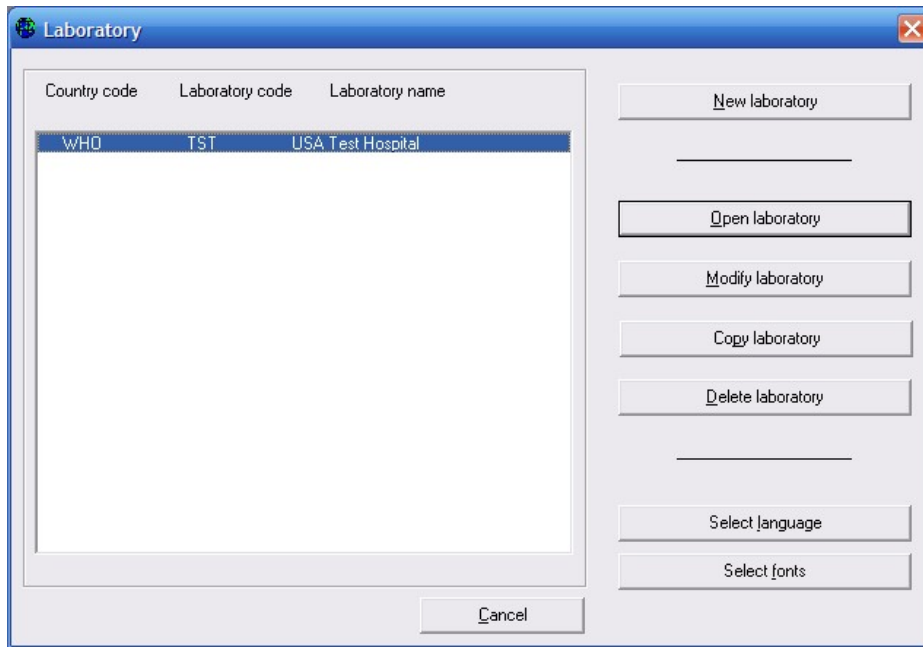 Laboratory
Country code Laboratory code Laboratory name
WHO TST USA Test Hospital
New laboratory
Open laboratory
Modify laboratory
Copy laboratory
Delete laboratory
Select language
Select fonts
Cancel